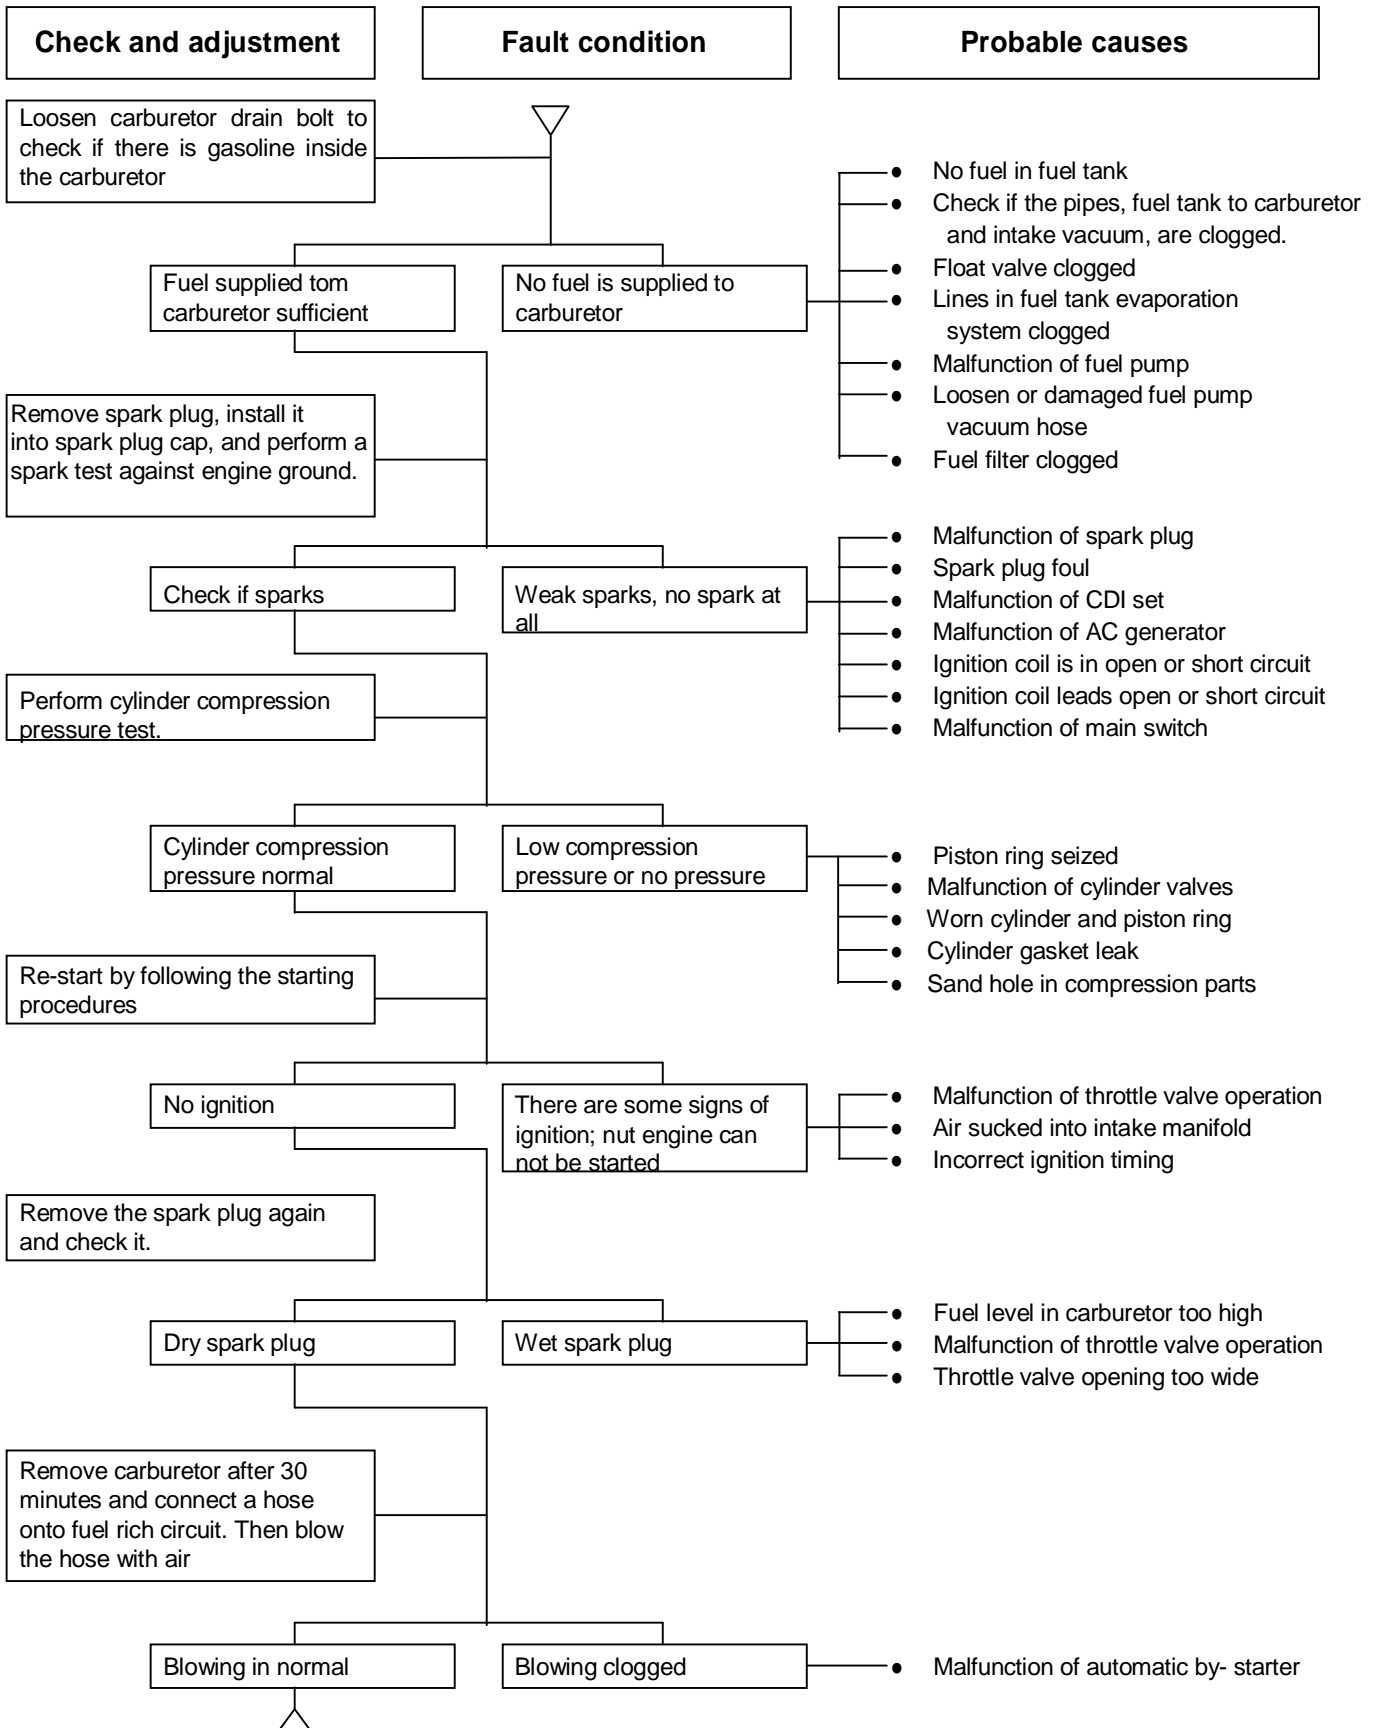 Check and adjustment
Fault condition
Probable causes
Loosen carburetor drain bolt to
check if there is gasoline inside
the carburetor
● No fuel in fuel tank
● Check if the pipes, fuel tank to carburetor
and intake vacuum, are clogged.
● Float valve clogged
● Lines in fuel tank evaporation
system clogged
● Malfunction of fuel pump
● Loosen or damaged fuel pump
vacuum hose
● Fuel filter clogged
Fuel supplied tom
carburetor sufficient
No fuel is supplied to
carburetor
Remove spark plug, install it
into spark plug cap, and perform a
spark test against engine ground.
Check if sparks
Weak sparks, no spark at
all
● Malfunction of spark plug
● Spark plug foul
● Malfunction of CDI set
● Malfunction of AC generator
● Ignition coil is in open or short circuit
● Ignition coil leads open or short circuit
● Malfunction of main switch
Perform cylinder compression
pressure test.
Cylinder compression
pressure normal
Low compression
pressure or no pressure
● Piston ring seized
● Malfunction of cylinder valves
● Worn cylinder and piston ring
● Cylinder gasket leak
● Sand hole in compression parts
Re-start by following the starting
procedures
No ignition
There are some signs of
ignition; nut engine can
not be started
● Malfunction of throttle valve operation
● Air sucked into intake manifold
● Incorrect ignition timing
Remove the spark plug again
and check it.
Dry spark plug
Wet spark plug
● Fuel level in carburetor too high
● Malfunction of throttle valve operation
● Throttle valve opening too wide
Remove carburetor after 30
minutes and connect a hose
onto fuel rich circuit. Then blow
the hose with air
Blowing in normal
Blowing clogged
● Malfunction of automatic by- starter